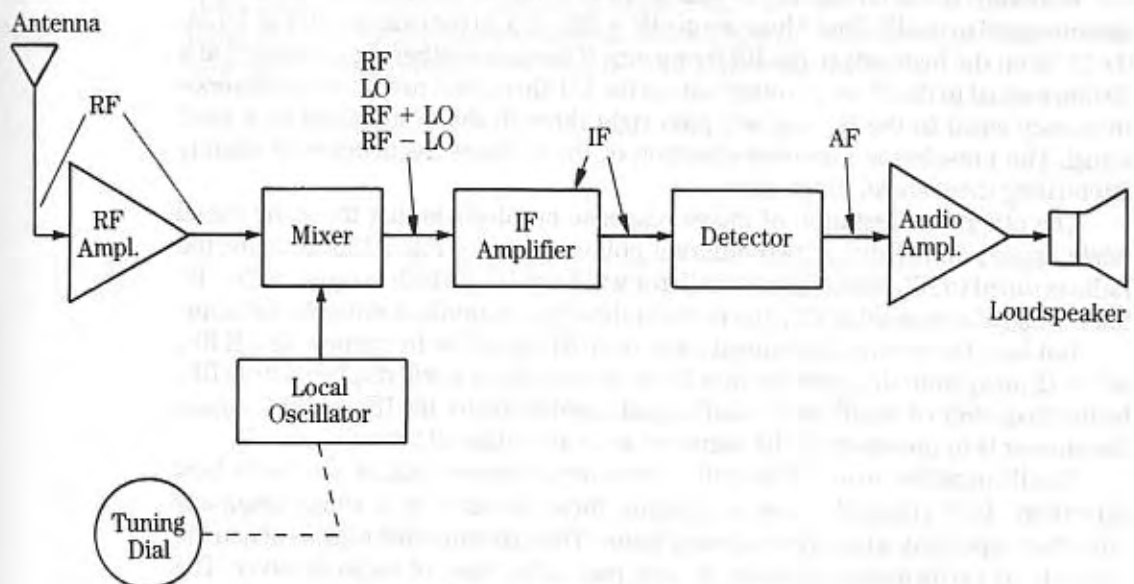 Antenna
RF
RF
LO
RF + LO
RF - LO
IF
AF
RF
Ampl.
Mixer
IF
Amplifier
Detector
Audio
Ampl.
Loudspeaker
Local
Oscillator
Tuning
Dial